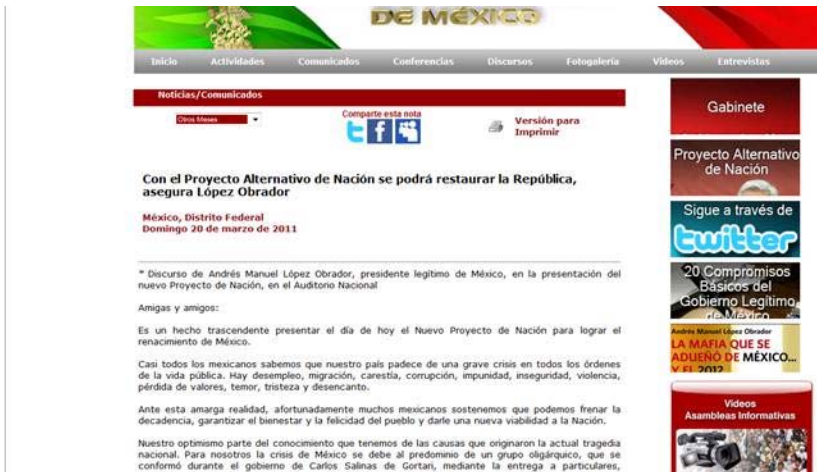 DE MÉXICO
Inicio Actividades Comunicados Conferencias Discursos Fotogalería Videos Entrevistas
Noticias/Comunicados
Otros Meses
Comparte esta nota
Versión para
Imprimir
Con el Proyecto Alternativo de Nación se podrá restaurar la República,
asegura López Obrador
México, Distrito Federal
Domingo 20 de marzo de 2011
" Discurso de Andrés Manuel López Obrador, presidente legítimo de México, en la presentación del
nuevo Proyecto de Nación, en el Auditorio Nacional
Amigas y amigos:
Es un hecho trascendente presentar el día de hoy el Nuevo Proyecto de Nación para lograr el
renacimiento de México.
Casi todos los mexicanos sabemos que nuestro país padece de una grave crisis en todos los órdenes
de la vida pública. Hay desempleo, migración, carestía, corrupción, impunidad, inseguridad, violencia,
pérdida de valores, temor, tristeza y desencanto.
Ante esta amarga realidad, afortunadamente muchos mexicanos sostenemos que podemos frenar la
decadencia, garantizar el bienestar y la felicidad del pueblo y darle una nueva viabilidad a la Nación.
Nuestro optimismo parte del conocimiento que tenemos de las causas que originaron la actual tragedia
nacional. Para nosotros la crisis de México se debe al predominio de un grupo oligárquico, que se
conformó durante el gobierno de Carlos Salinas de Gortari, mediante la entrega a particulares,
Gabinete
Proyecto Alternativo
de Nación
Sigue a través de
twitter
20 Compromisos
Básicos del
Gobierno Legítimo
de México
Andrés Manuel López Obrador
LA MAFIA QUE SE
ADUEÑÓ DE MÉXICO...
Y EL 2012
Videos
Asambleas Informativas